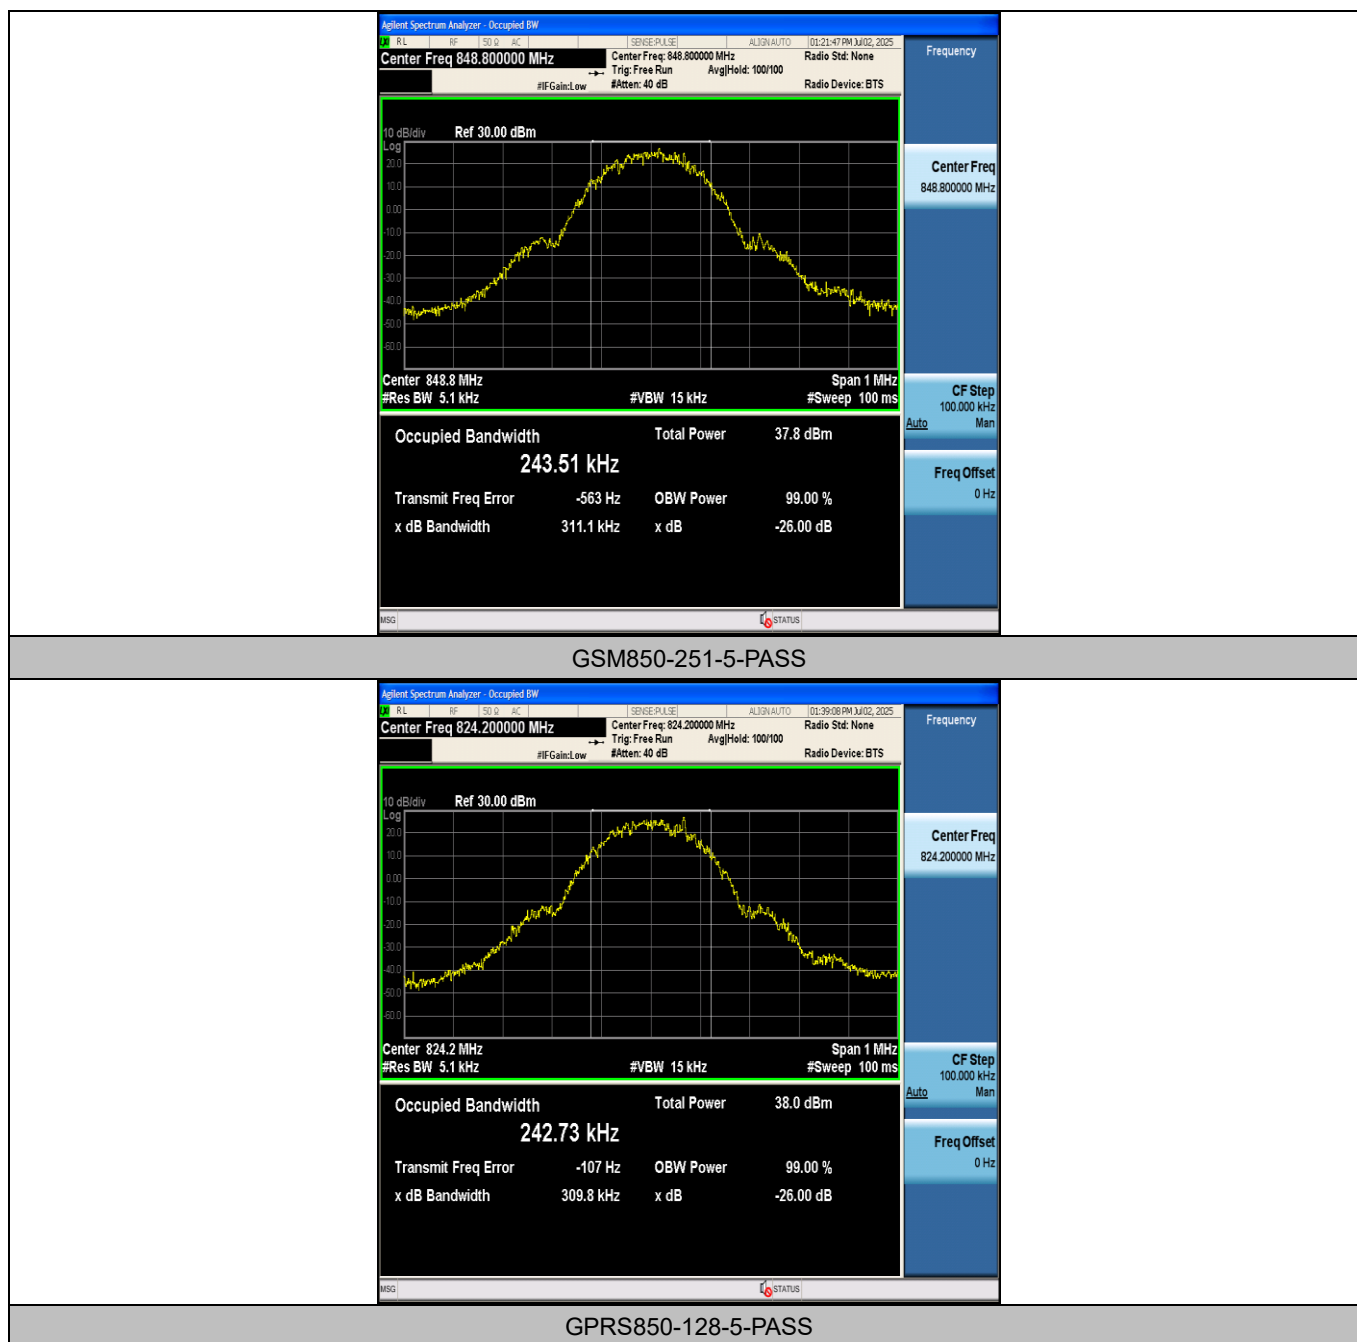 Agilent Spectrum Analyzer - Occupied BW
RL RF 50 Ω AC SENSE:PULSE ALIGN AUTO 01:21:47 PM Jul 02, 2025
Center Freq 848.800000 MHz
Center Freq: 848.800000 MHz Radio Std: None
Trig: Free Run Avg|Hold: 100/100
#IFGain:Low #Atten: 40 dB Radio Device: BTS
Frequency
10 dB/div Ref 30.00 dBm
Log
20.0
10.0
0.00
-10.0
-20.0
-30.0
-40.0
-50.0
-60.0
Center 848.8 MHz Span 1 MHz
#Res BW 5.1 kHz #VBW 15 kHz #Sweep 100 ms
Center Freq
848.800000 MHz
CF Step
100.000 kHz
Auto Man
Freq Offset
0 Hz
Occupied Bandwidth Total Power 37.8 dBm
243.51 kHz
Transmit Freq Error -563 Hz OBW Power 99.00 %
x dB Bandwidth 311.1 kHz x dB -26.00 dB
MSG STATUS
GSM850-251-5-PASS
Agilent Spectrum Analyzer - Occupied BW
RL RF 50 Ω AC SENSE:PULSE ALIGN AUTO 01:39:08 PM Jul 02, 2025
Center Freq 824.200000 MHz
Center Freq: 824.200000 MHz Radio Std: None
Trig: Free Run Avg|Hold: 100/100
#IFGain:Low #Atten: 40 dB Radio Device: BTS
Frequency
10 dB/div Ref 30.00 dBm
Log
20.0
10.0
0.00
-10.0
-20.0
-30.0
-40.0
-50.0
-60.0
Center 824.2 MHz Span 1 MHz
#Res BW 5.1 kHz #VBW 15 kHz #Sweep 100 ms
Center Freq
824.200000 MHz
CF Step
100.000 kHz
Auto Man
Freq Offset
0 Hz
Occupied Bandwidth Total Power 38.0 dBm
242.73 kHz
Transmit Freq Error -107 Hz OBW Power 99.00 %
x dB Bandwidth 309.8 kHz x dB -26.00 dB
MSG STATUS
GPRS850-128-5-PASS